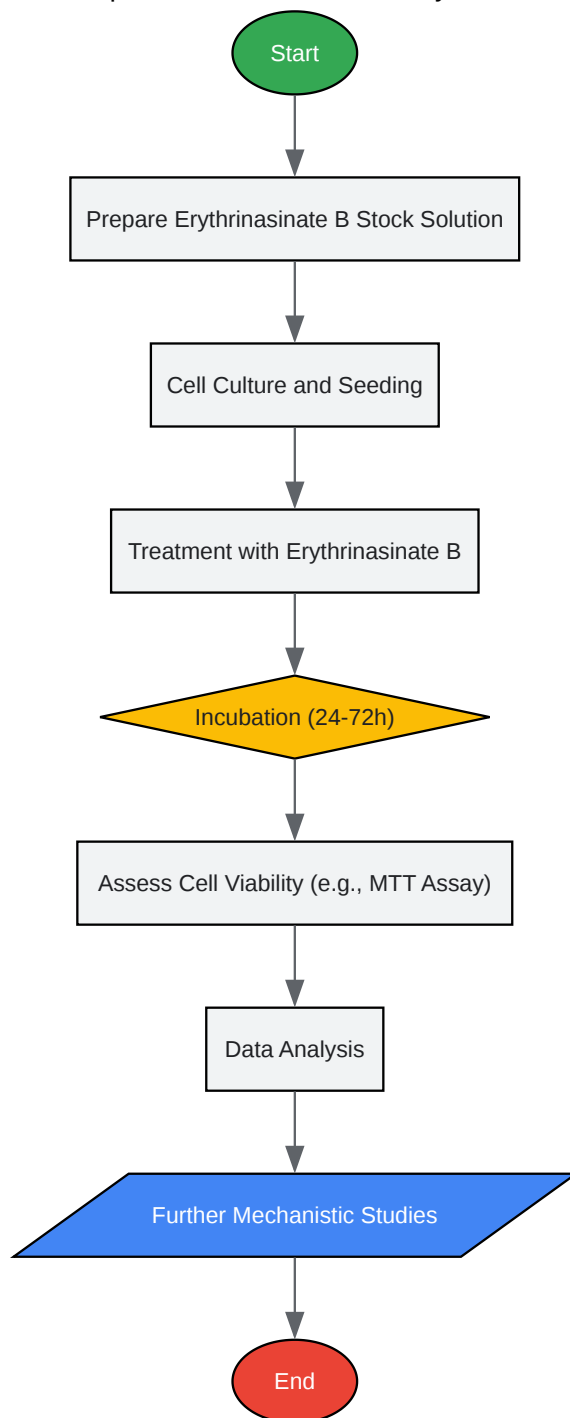 Start
Prepare Erythrinasinate B Stock Solution
Cell Culture and Seeding
Treatment with Erythrinasinate B
Incubation (24-72h)
Assess Cell Viability (e.g., MTT Assay)
Data Analysis
Further Mechanistic Studies
End